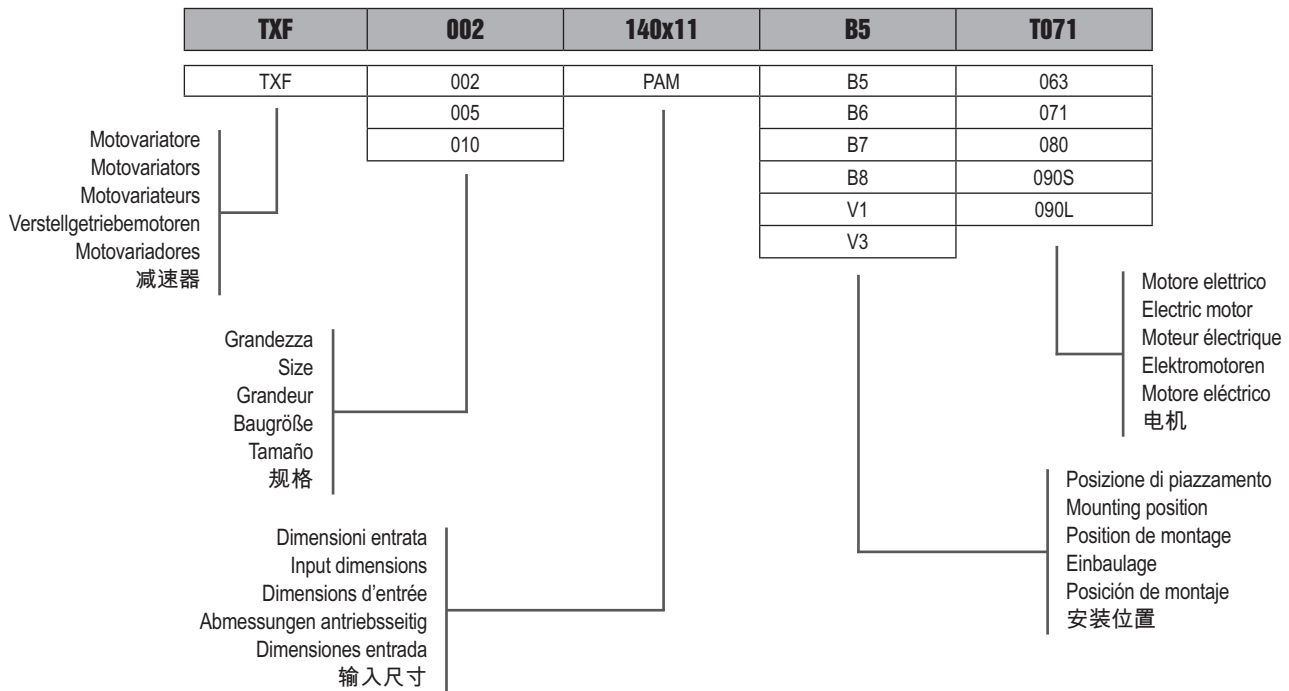 TXF 002 140x11 B5 T071
TXF 002 PAM B5 063
005 B6 071
010 B7 080
B8 090S
V1 090L
V3
Motovariatore
Motovariators
Motovariateurs
Verstellgetriebemotoren
Motovariadores
减速器
Grandezza
Size
Grandeur
Baugröße
Tamaño
规格
Dimensioni entrata
Input dimensions
Dimensions d’entrée
Abmessungen antriebsseitig
Dimensiones entrada
输入尺寸
Motore elettrico
Electric motor
Moteur électrique
Elektromotoren
Motore eléctrico
电机
Posizione di piazzamento
Mounting position
Position de montage
Einbaulage
Posición de montaje
安装位置